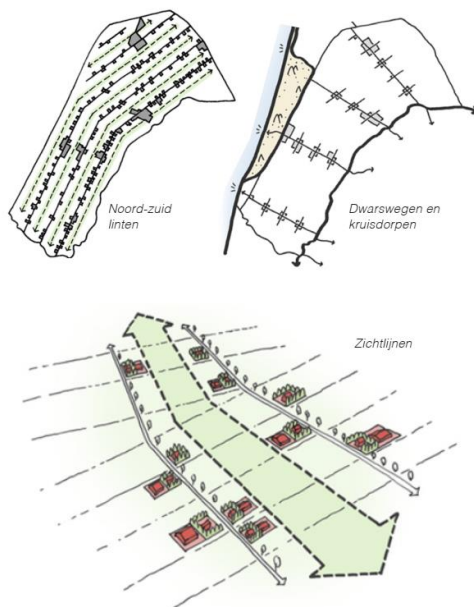 Noord-zuid
linten
Dwarswegen en
kruisdorpen
Zichtlijnen